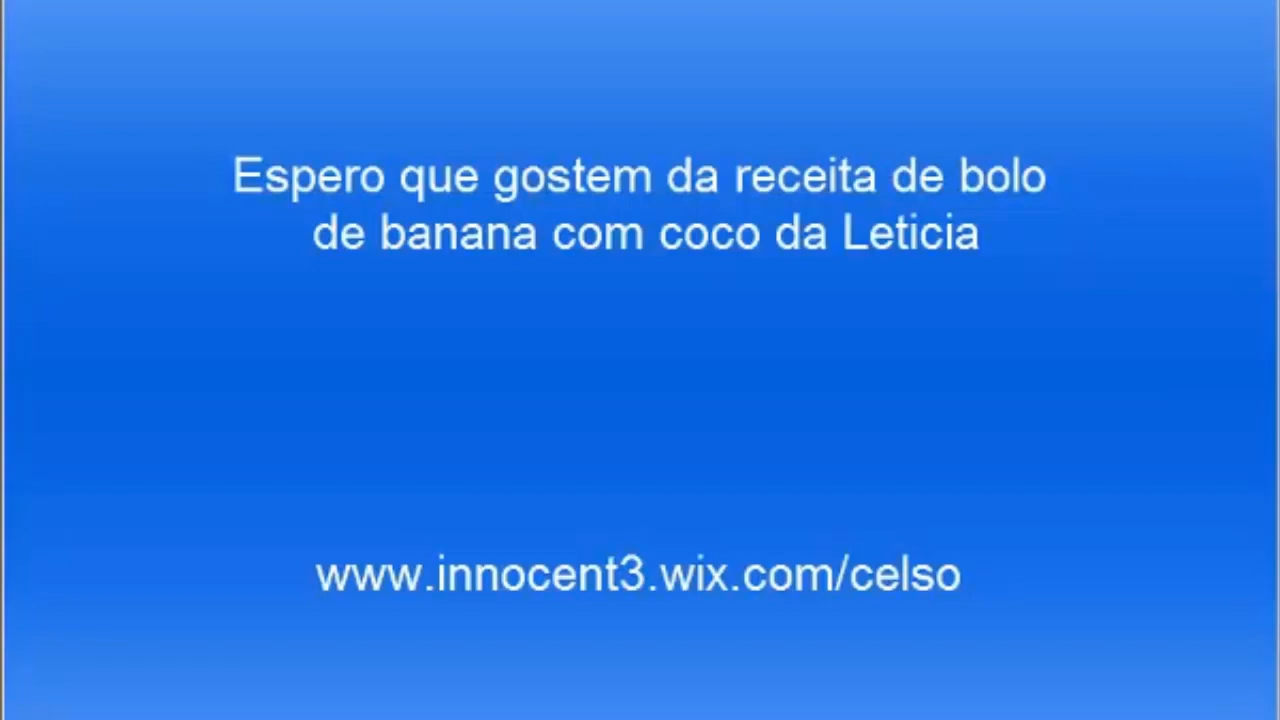 Espero que gostem da receita de bolo
de banana com coco da Leticia
www.innocent3.wix.com/celso